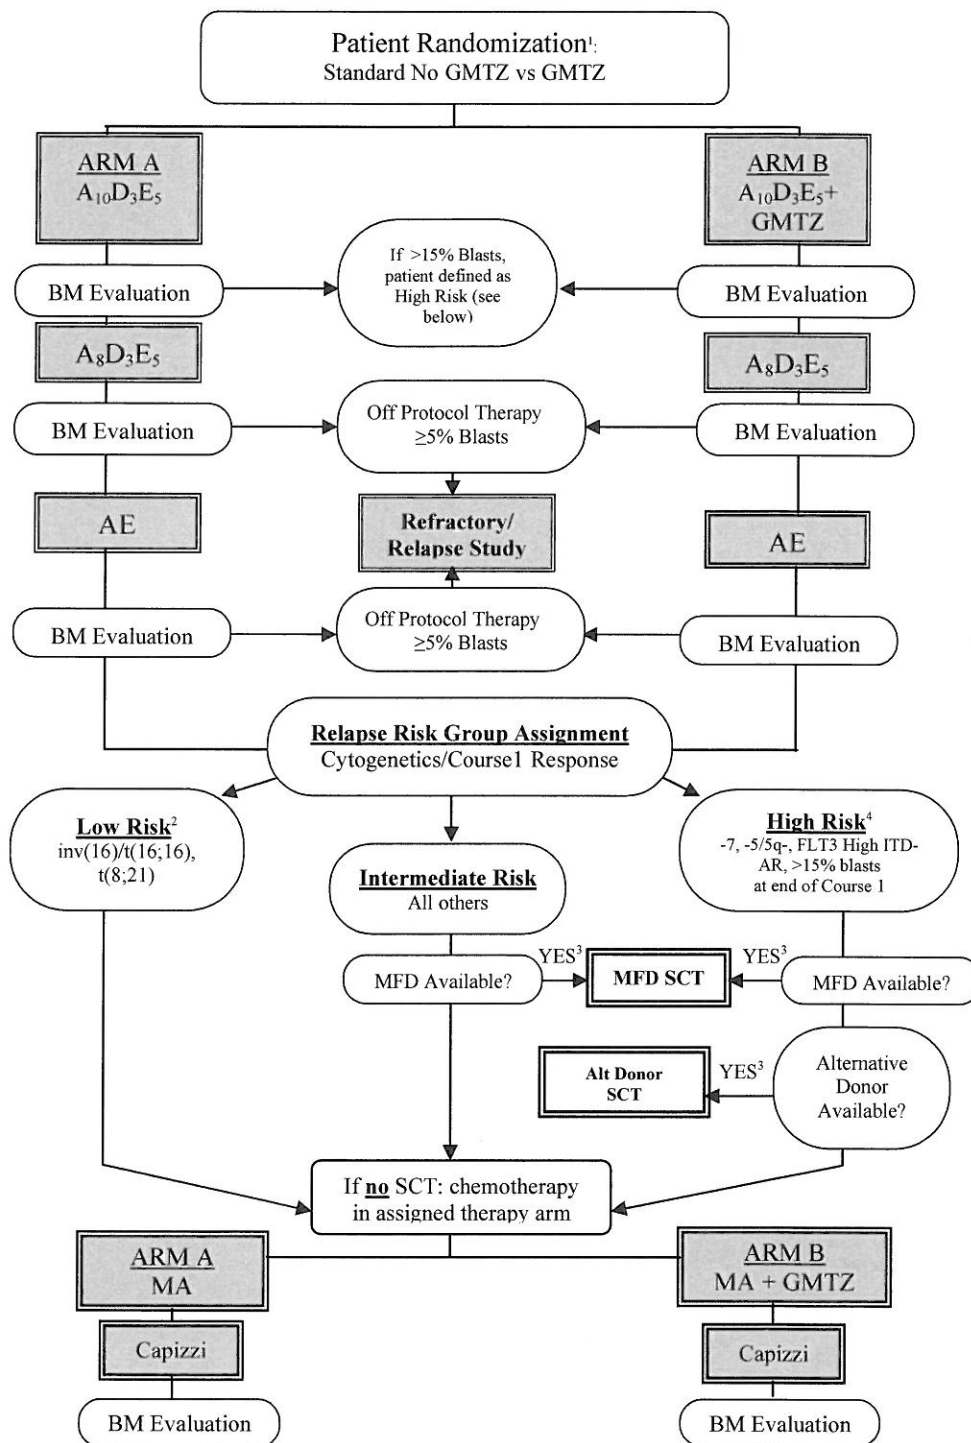 Patient Randomization¹:
Standard No GMTZ vs GMTZ
ARM A
A₁₀D₃E₅
ARM B
A₁₀D₃E₅+
GMTZ
If >15% Blasts,
patient defined as
High Risk (see
below)
BM Evaluation
BM Evaluation
A₈D₃E₅
A₈D₃E₅
BM Evaluation
Off Protocol Therapy
≥5% Blasts
BM Evaluation
AE
Refractory/
Relapse Study
AE
BM Evaluation
Off Protocol Therapy
≥5% Blasts
BM Evaluation
Relapse Risk Group Assignment
Cytogenetics/Course1 Response
Low Risk²
inv(16)/t(16;16),
t(8;21)
Intermediate Risk
All others
High Risk⁴
-7, -5/5q-, FLT3 High ITD-
AR, >15% blasts
at end of Course 1
MFD Available?
YES³
MFD SCT
YES³
MFD Available?
Alt Donor
SCT
YES³
Alternative
Donor
Available?
If no SCT: chemotherapy
in assigned therapy arm
ARM A
MA
ARM B
MA + GMTZ
Capizzi
Capizzi
BM Evaluation
BM Evaluation